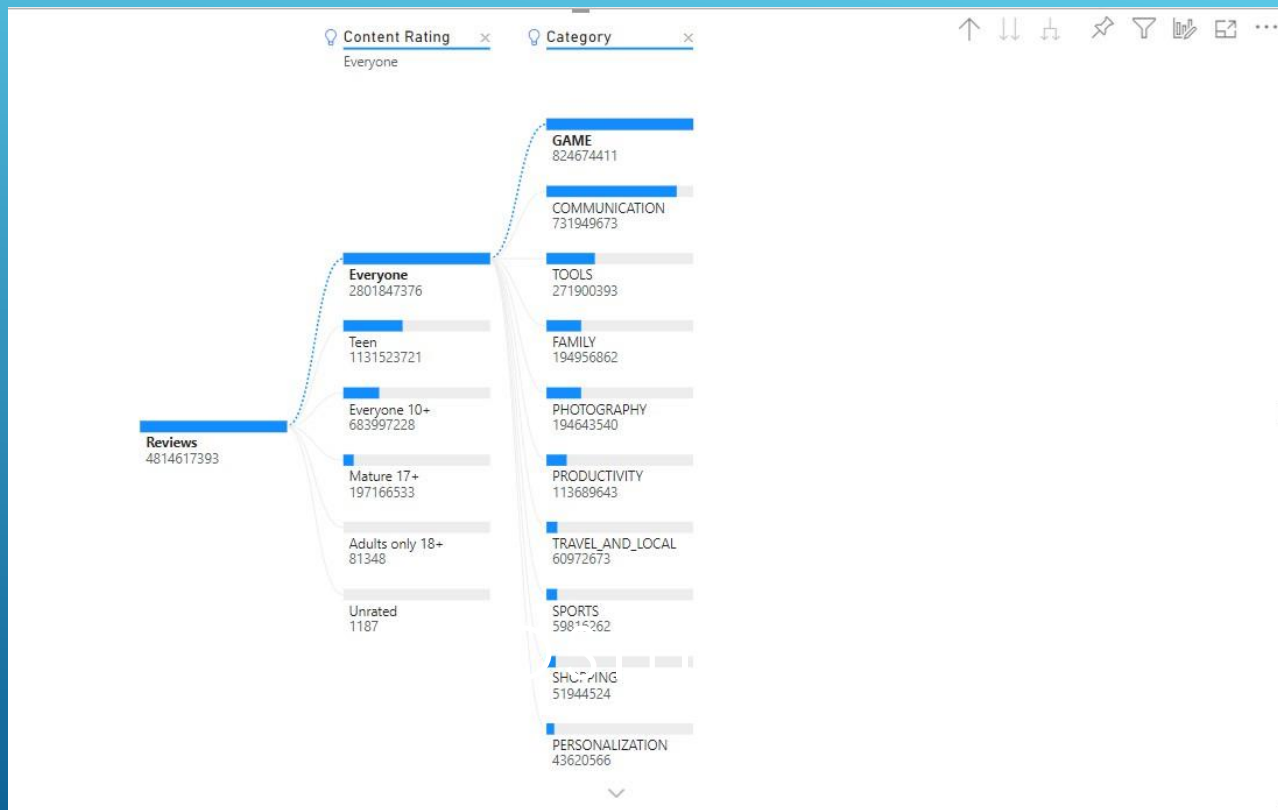 Content Rating
Everyone
Category
GAME
824674411
COMMUNICATION
731949673
Everyone
2801847376
TOOLS
271900393
Teen
1131523721
FAMILY
194956862
Everyone 10+
683997228
PHOTOGRAPHY
194643540
Reviews
4814617393
Mature 17+
197166533
PRODUCTIVITY
113689643
Adults only 18+
81348
TRAVEL_AND_LOCAL
60972673
Unrated
1187
SPORTS
SHOPPING
51944524
PERSONALIZATION
43620566